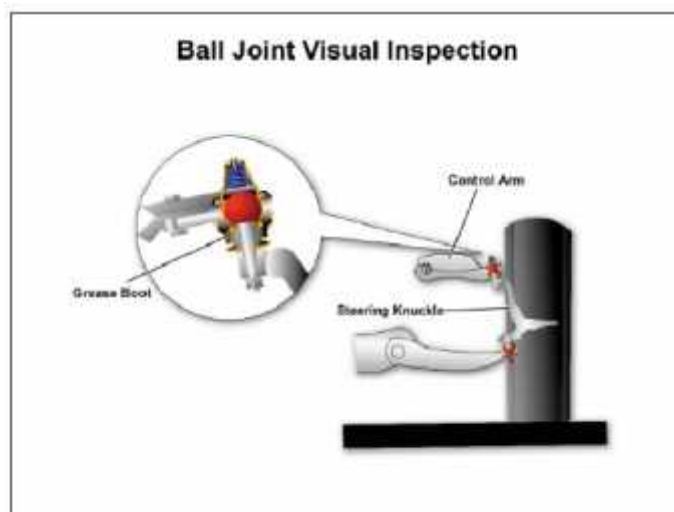 Ball Joint Visual Inspection
Control Arm
Grease Boot
Steering Knuckle